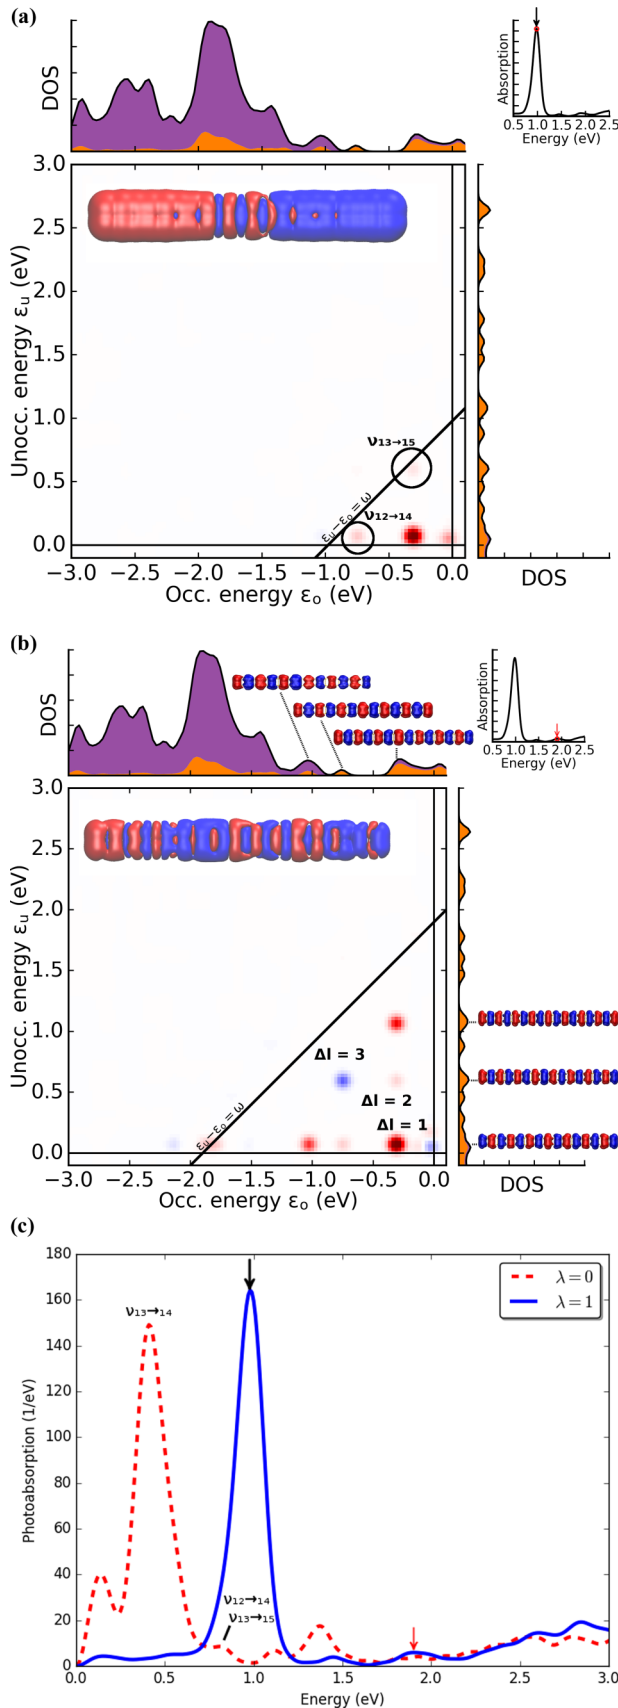 (a)
DOS
Absorption
0.5 1.0 1.5 2.0 2.5
Energy (eV)
3.0
2.5
2.0
1.5
1.0
0.5
0.0
Unocc. energy εu (eV)
ν13→15
ν12→14
εu−εo=ω
−3.0 −2.5 −2.0 −1.5 −1.0 −0.5 0.0
Occ. energy εo (eV)
DOS
(b)
DOS
Absorption
0.5 1.0 1.5 2.0 2.5
Energy (eV)
3.0
2.5
2.0
1.5
1.0
0.5
0.0
Unocc. energy εu (eV)
Δl = 3
Δl = 2
Δl = 1
εu−εo=ω
−3.0 −2.5 −2.0 −1.5 −1.0 −0.5 0.0
Occ. energy εo (eV)
DOS
(c)
180
160
140
120
100
80
60
40
20
0
Photoabsorption (1/eV)
λ=0
λ=1
ν13→14
ν12→14
ν13→15
0.0 0.5 1.0 1.5 2.0 2.5 3.0
Energy (eV)